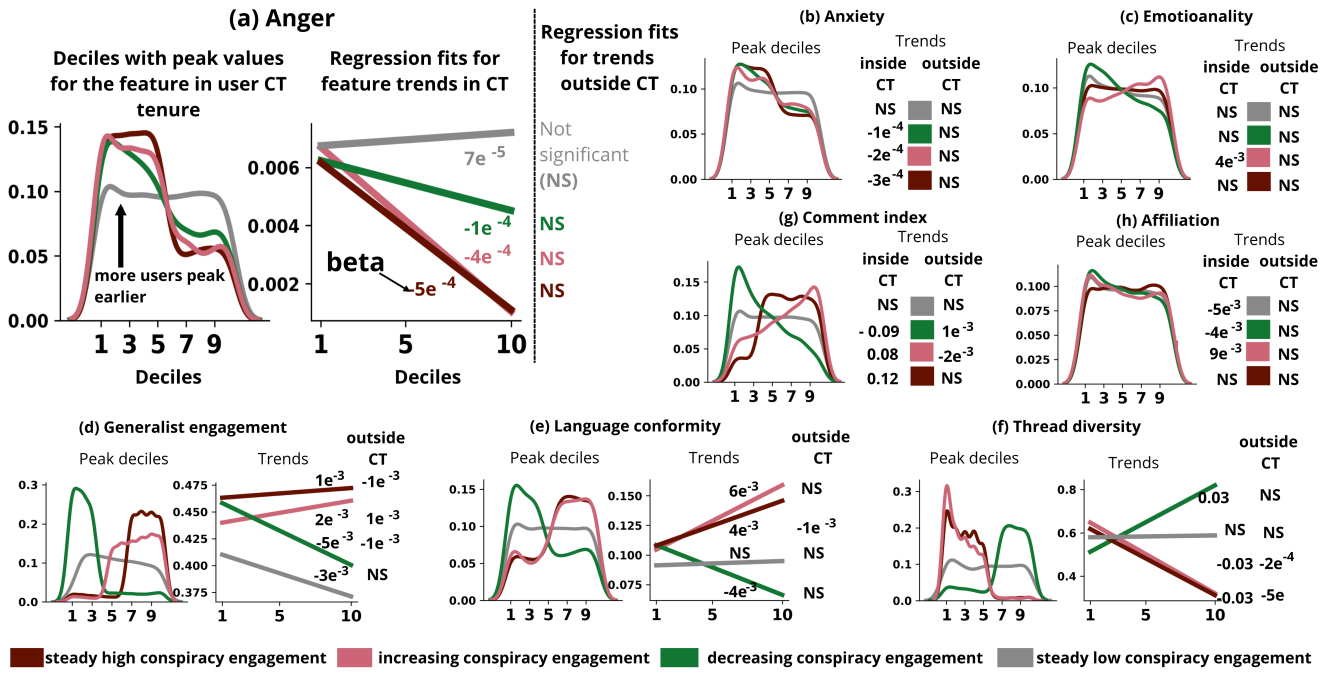 (a) Anger
Deciles with peak values
for the feature in user CT
tenure
Regression fits for
feature trends in CT
Regression fits
for trends
outside CT
0.15
0.10
0.05
0.00
more users peak
earlier
1 3 5 7 9
Deciles
0.006
0.004
0.002
7e -5
-1e -4
-4e -4
beta
-5e -4
1 5 10
Deciles
Not
significant
(NS)
NS
NS
NS
(b) Anxiety
Peak deciles
Trends
inside outside
CT CT
NS NS
-1e-4 NS
-2e-4 NS
-3e-4 NS
0.10
0.05
0.00
1 3 5 7 9
(c) Emotioanality
Peak deciles
Trends
inside outside
CT CT
NS NS
NS NS
4e-3 NS
NS NS
0.10
0.05
0.00
1 3 5 7 9
(g) Comment index
Peak deciles
Trends
inside outside
CT CT
NS NS
- 0.09 1e-3
0.08 -2e-3
0.12 NS
0.15
0.10
0.05
0.00
1 3 5 7 9
(h) Affiliation
Peak deciles
Trends
inside outside
CT CT
-5e-3 NS
-4e-3 NS
9e-3 NS
NS NS
0.100
0.075
0.050
0.025
0.000
1 3 5 7 9
(d) Generalist engagement
Peak deciles
Trends
outside
CT
0.3
0.2
0.1
0.0
1 3 5 7 9
0.475
0.450
0.425
0.400
0.375
1e-3 -1e-3
2e-3 1e-3
-5e-3 -1e-3
-3e-3 NS
1 5 10
(e) Language conformity
Peak deciles
Trends
outside
CT
0.15
0.10
0.05
0.00
1 3 5 7 9
0.150
0.125
0.100
0.075
6e-3 NS
4e-3 -1e-3
NS NS
-4e-3 NS
1 5 10
(f) Thread diversity
Peak deciles
Trends
outside
CT
0.3
0.2
0.1
0.0
1 3 5 7 9
0.8
0.6
0.4
0.03 NS
NS NS
-0.03 -2e-4
-0.03 -5e
1 5 10
steady high conspiracy engagement
increasing conspiracy engagement
decreasing conspiracy engagement
steady low conspiracy engagement